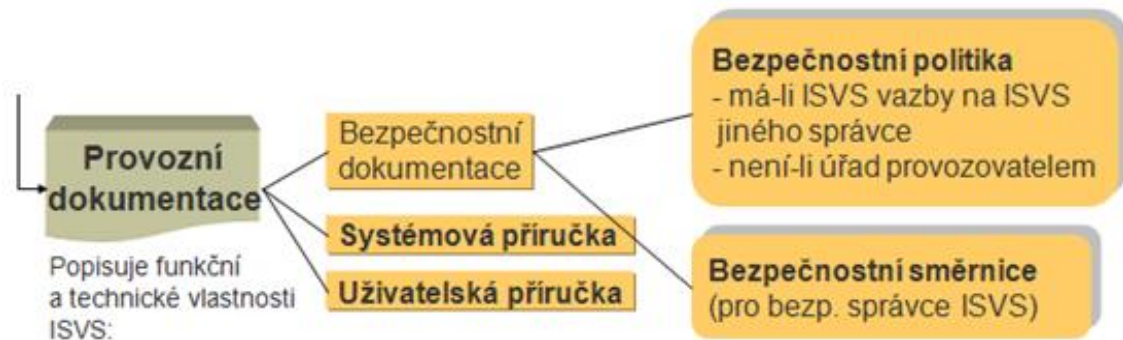 Provozní
dokumentace
Popisuje funkční
a technické vlastnosti
ISVS:
Bezpečnostní
dokumentace
Systémová příručka
Uživatelská příručka
Bezpečnostní politika
- má-li ISVS vazby na ISVS
jiného správce
- není-li úřad provozovatelem
Bezpečnostní směrnice
(pro bezp. správce ISVS)